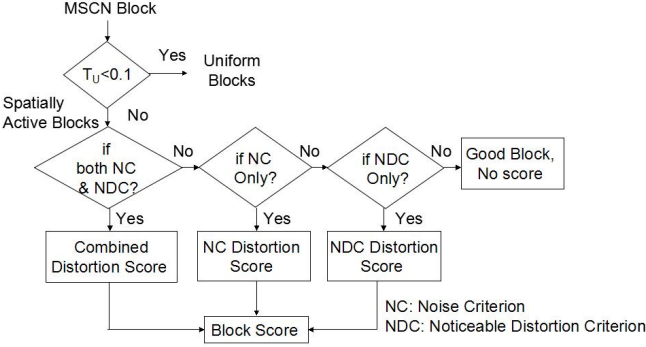 MSCN Block
T_U<0.1
Yes
Uniform
Blocks
Spatially
Active Blocks
No
if
both NC
& NDC?
No
if NC
Only?
No
if NDC
Only?
No
Good Block,
No score
Yes
Yes
Yes
Combined
Distortion Score
NC Distortion
Score
NDC Distortion
Score
Block Score
NC: Noise Criterion
NDC: Noticeable Distortion Criterion